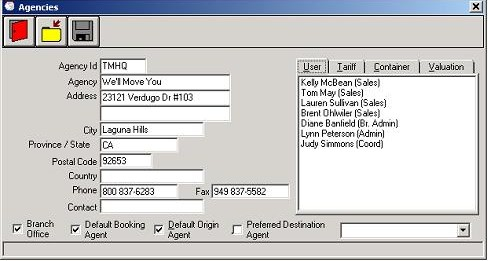 Agencies
User Tariff Container Valuation
Agency Id TMHQ
Agency We'll Move You
Address 23121 Verdugo Dr #103
City Laguna Hills
Province / State CA
Postal Code 92653
Country
Phone 800 837-6283 Fax 949 837-5582
Contact
Kelly McBean (Sales)
Tom May (Sales)
Lauren Sullivan (Sales)
Brent Ohlwiler (Sales)
Diane Banfield (Br. Admin)
Lynn Peterson (Admin)
Judy Simmons (Coord)
Branch Office
Default Booking Agent
Default Origin Agent
Preferred Destination Agent